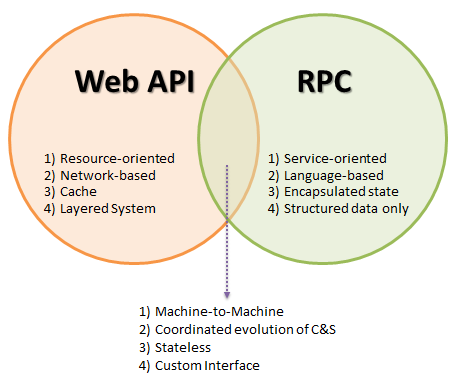 Web API
1) Resource-oriented
2) Network-based
3) Cache
4) Layered System
RPC
1) Service-oriented
2) Language-based
3) Encapsulated state
4) Structured data only
1) Machine-to-Machine
2) Coordinated evolution of C&S
3) Stateless
4) Custom Interface